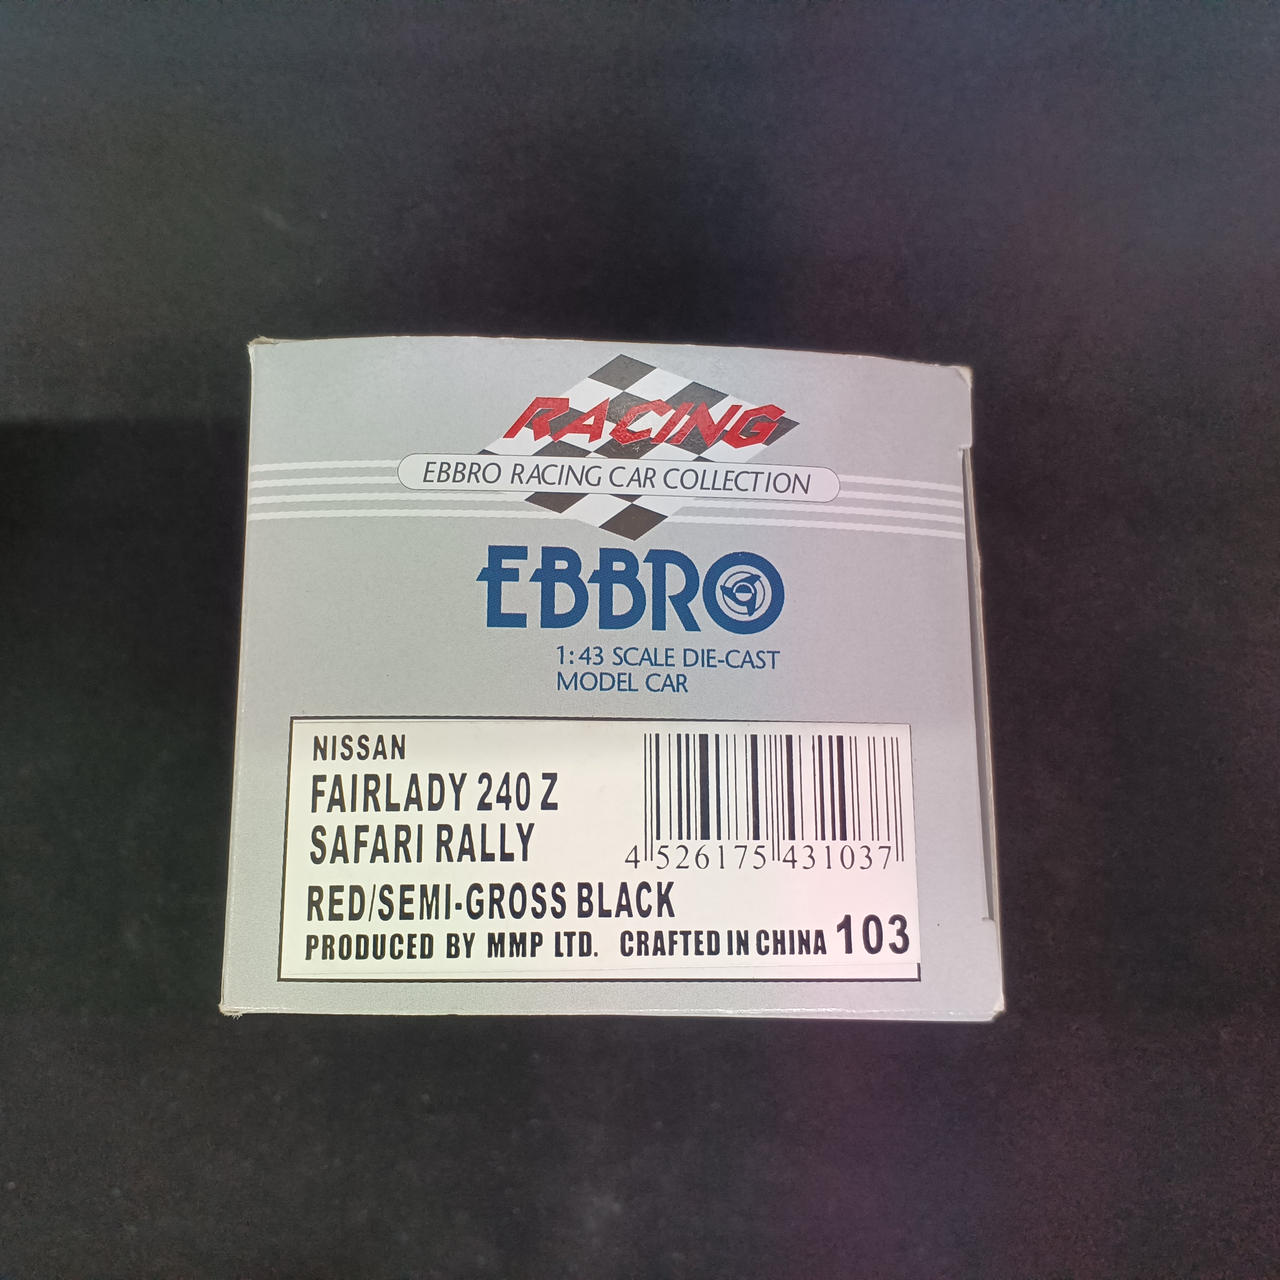 RACING
EBBRO RACING CAR COLLECTION
EBBRO
1:43 SCALE DIE-CAST
MODEL CAR
NISSAN
FAIRLADY 240 Z
SAFARI RALLY
4 526175 431037
RED/SEMI-GROSS BLACK
PRODUCED BY MMP LTD. CRAFTED IN CHINA 103